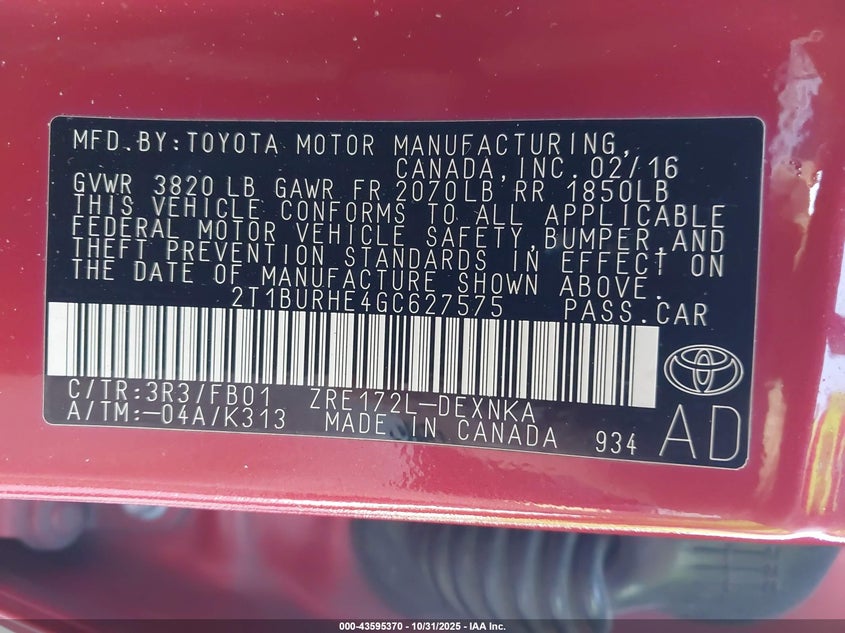 MFD.BY:TOYOTA MOTOR MANUFACTURING,
CANADA,INC. 02/16
GVWR 3820 LB GAWR FR 2070LB RR 1850LB
THIS VEHICLE CONFORMS TO ALL APPLICABLE
FEDERAL MOTOR VEHICLE SAFETY,BUMPER,AND
THEFT PREVENTION STANDARDS IN EFFECT ON
THE DATE OF MANUFACTURE SHOWN ABOVE.
2T1BURHE4GC627575 PASS.CAR
C/TR:3R3/FB01 ZRE172L-DEXNKA
A/TM:-04A/K313 MADE IN CANADA 934 AD
000-43595370 - 10/31/2025 - IAA Inc.